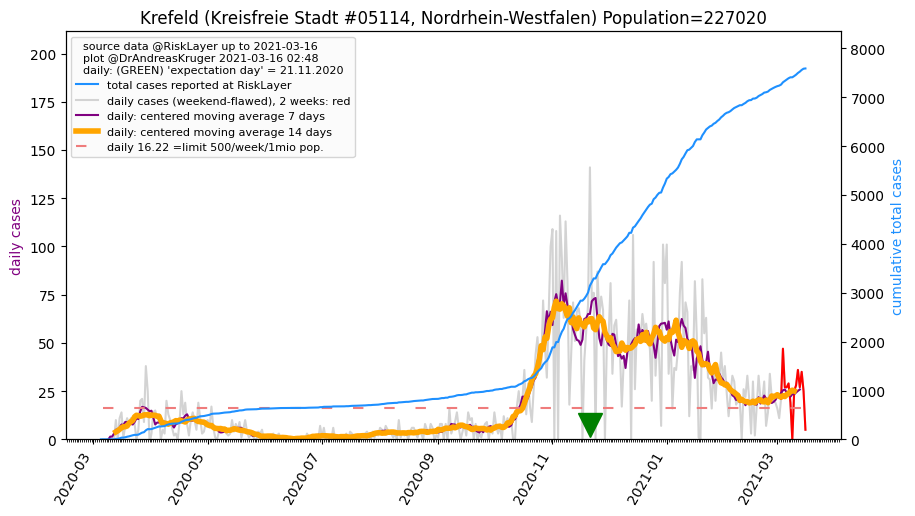 Krefeld (Kreisfreie Stadt #05114, Nordrhein-Westfalen) Population=227020
source data @RiskLayer up to 2021-03-16
plot @DrAndreasKruger 2021-03-16 02:48
daily: (GREEN) 'expectation day' = 21.11.2020
total cases reported at RiskLayer
daily cases (weekend-flawed), 2 weeks: red
daily: centered moving average 7 days
daily: centered moving average 14 days
daily 16.22 =limit 500/week/1mio pop.
daily cases
200
175
150
125
100
75
50
25
0
cumulative total cases
8000
7000
6000
5000
4000
3000
2000
1000
0
2020-03
2020-05
2020-07
2020-09
2020-11
2021-01
2021-03